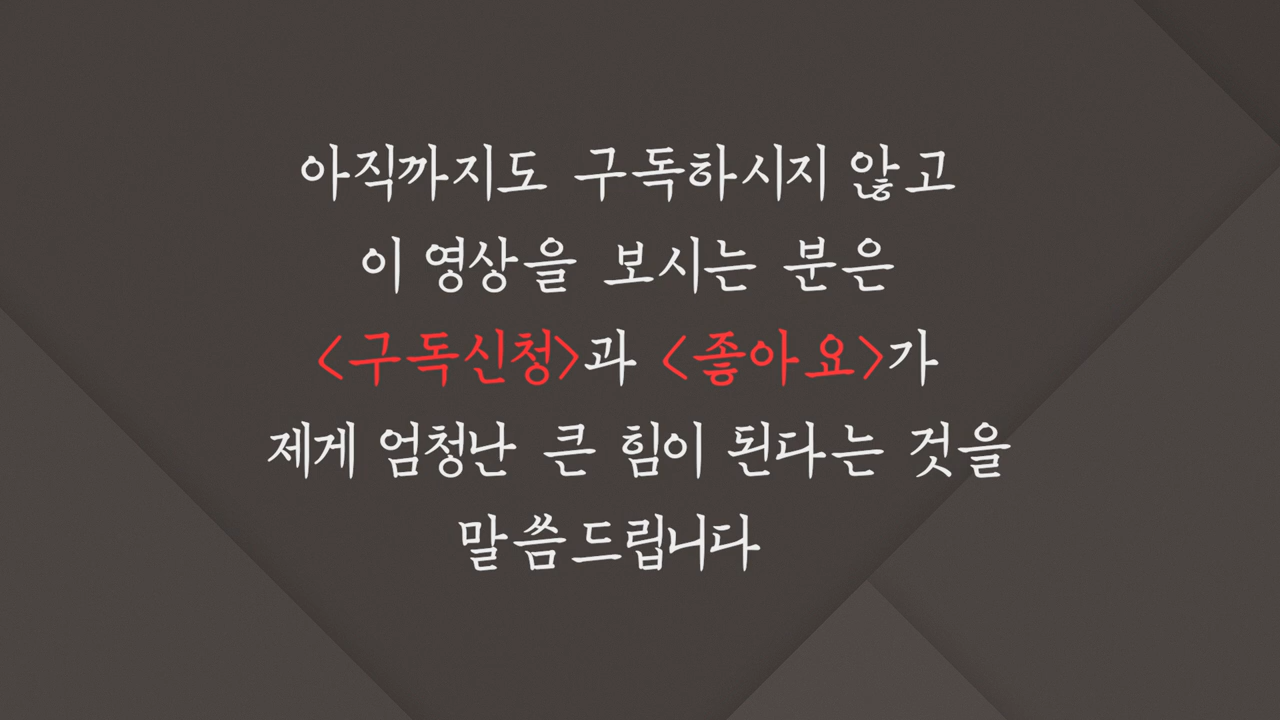 아직까지도 구독하시지 않고
이 영상을 보시는 분은
<구독신청>과 <좋아요>가
제게 엄청난 큰 힘이 된다는 것을
말씀드립니다